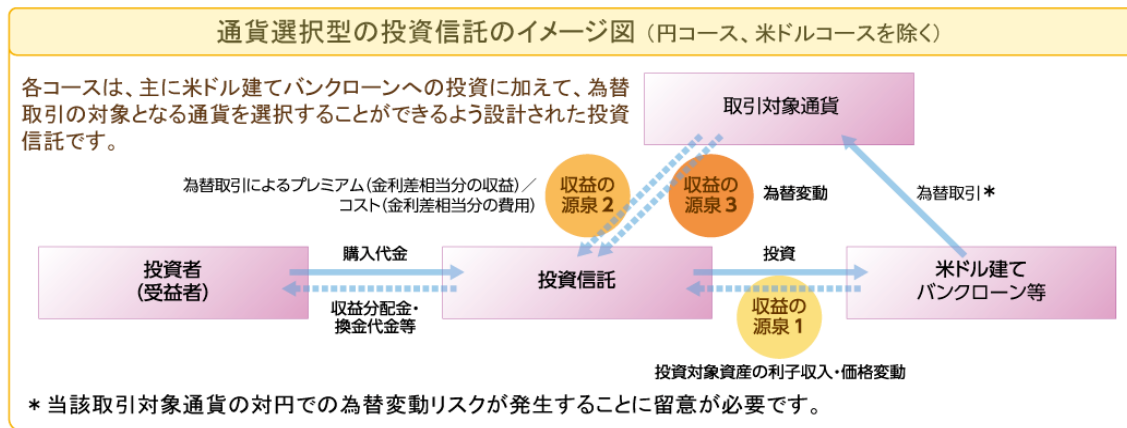 通貨選択型の投資信託のイメージ図（円コース、米ドルコースを除く）
各コースは、主に米ドル建てバンクローンへの投資に加えて、為替
取引の対象となる通貨を選択することができるよう設計された投資
信託です。
取引対象通貨
為替取引によるプレミアム（金利差相当分の収益）／
コスト（金利差相当分の費用）
収益の
源泉2
収益の
源泉3
為替変動
為替取引＊
投資者
（受益者）
購入代金
収益分配金・
換金代金等
投資信託
投資
収益の
源泉1
米ドル建て
バンクローン等
投資対象資産の利子収入・価格変動
＊当該取引対象通貨の対円での為替変動リスクが発生することに留意が必要です。